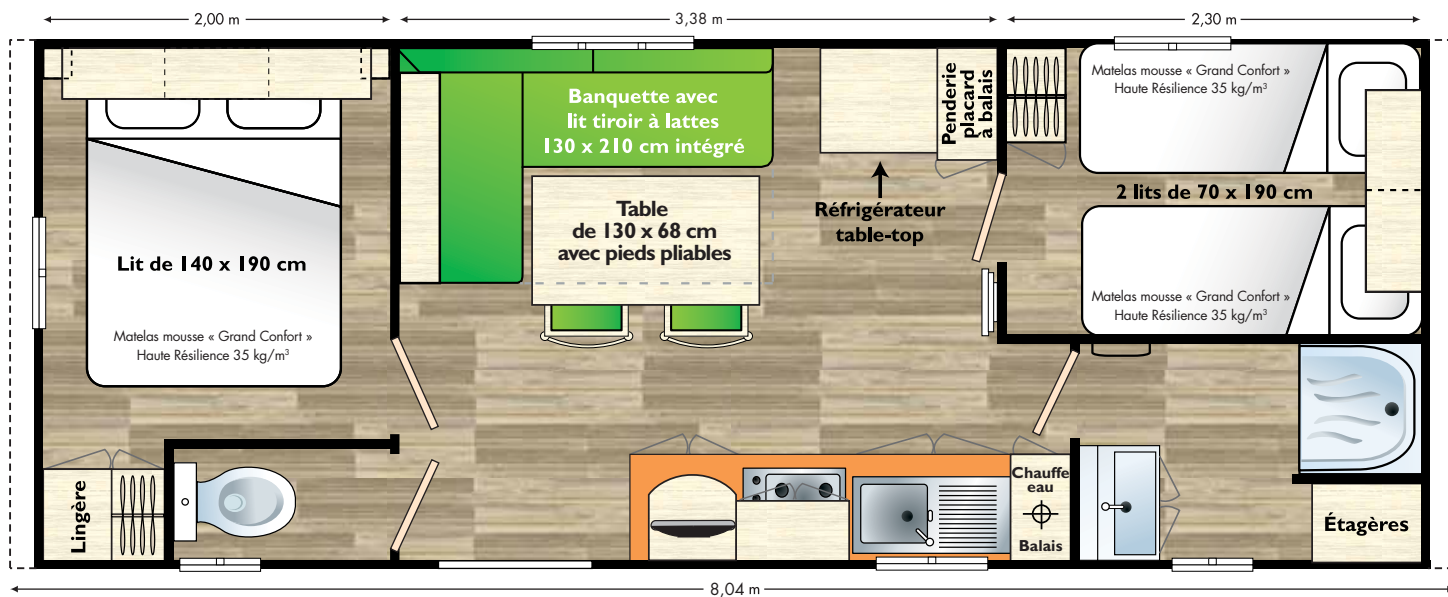 2,00 m
3,38 m
2,30 m
Lit de 140 x 190 cm
Matelas mousse « Grand Confort »
Haute Résilience 35 kg/m³
Lingère
Banquette avec
lit tiroir à lattes
130 x 210 cm intégré
Table
de 130 x 68 cm
avec pieds pliables
Réfrigérateur
table-top
Penderie
placard
à balais
Matelas mousse « Grand Confort »
Haute Résilience 35 kg/m³
2 lits de 70 x 190 cm
Matelas mousse « Grand Confort »
Haute Résilience 35 kg/m³
Chauffe
eau
Balais
Étagères
8,04 m